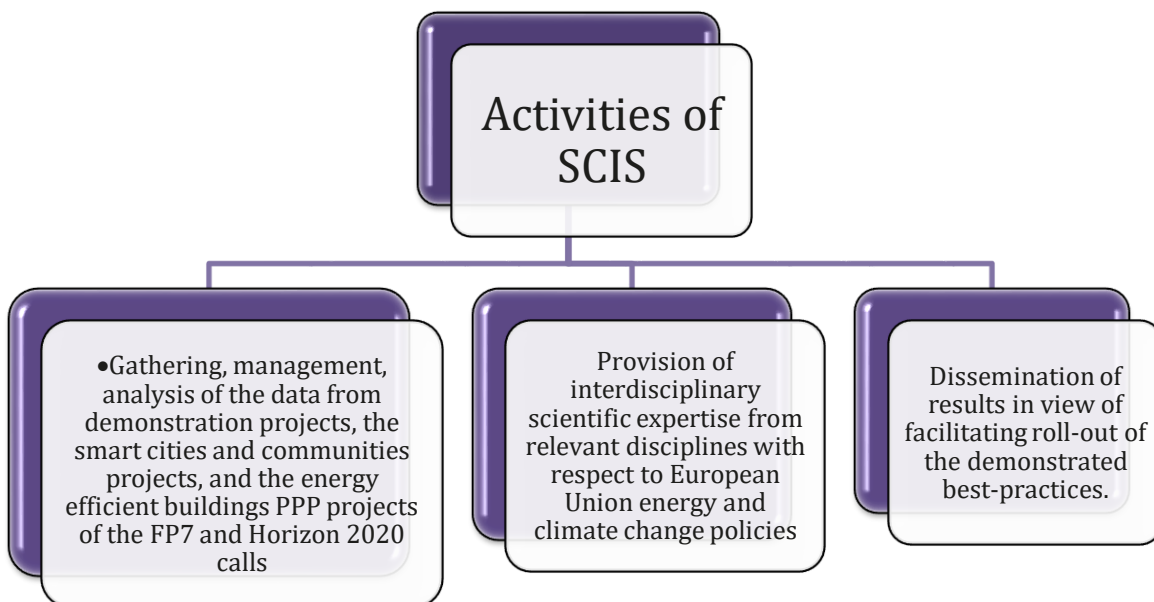 Activities of
SCIS
•Gathering, management,
analysis of the data from
demonstration projects, the
smart cities and communities
projects, and the energy
efficient buildings PPP projects
of the FP7 and Horizon 2020
calls
Provision of
interdisciplinary
scientific expertise from
relevant disciplines with
respect to European
Union energy and
climate change policies
Dissemination of
results in view of
facilitating roll-out of
the demonstrated
best-practices.